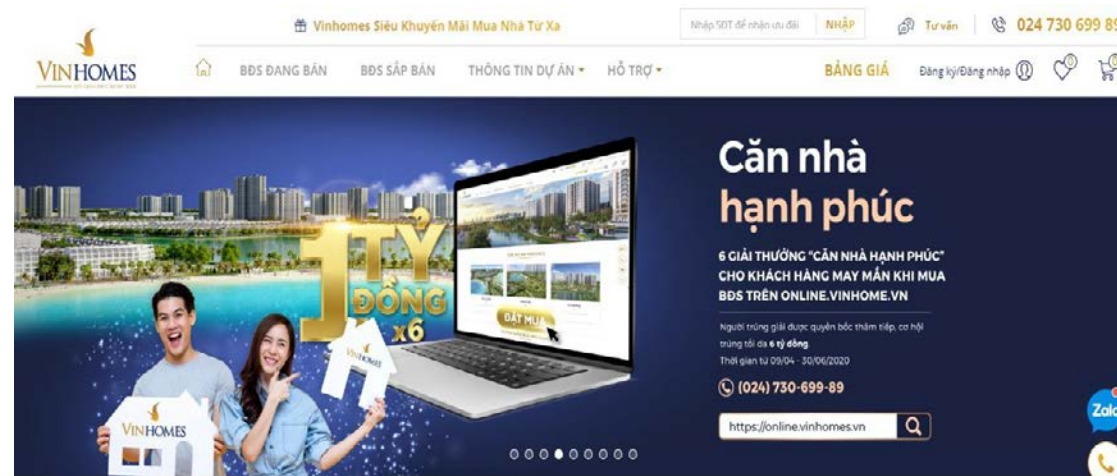 Vinhomes Siêu Khuyến Mãi Mua Nhà Từ Xa
Nhập SĐT để nhận ưu đãi
NHẬP
Tư vấn
024 730 699 89
VINHOMES
BĐS ĐANG BÁN
BĐS SẮP BÁN
THÔNG TIN DỰ ÁN
HỖ TRỢ
BẢNG GIÁ
Đăng ký/Đăng nhập
0
0
Căn nhà
hạnh phúc
6 GIẢI THƯỞNG "CĂN NHÀ HẠNH PHÚC"
CHO KHÁCH HÀNG MAY MẮN KHI MUA
BĐS TRÊN ONLINE.VINHOME.VN
Người trúng giải được quyền bốc thăm tiếp, cơ hội
trúng tối đa 6 tỷ đồng.
Thời gian từ 09/04 - 30/06/2020
(024) 730-699-89
https://online.vinhomes.vn
1 TỶ
ĐỒNG
x6
ĐẶT MUA
VINHOMES
VINHOMES
Zalo